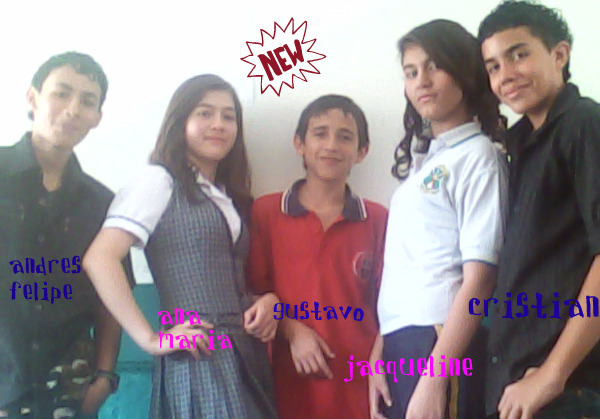 NEW
andres
felipe
ana
maria
gustavo
jacqueline
cristian